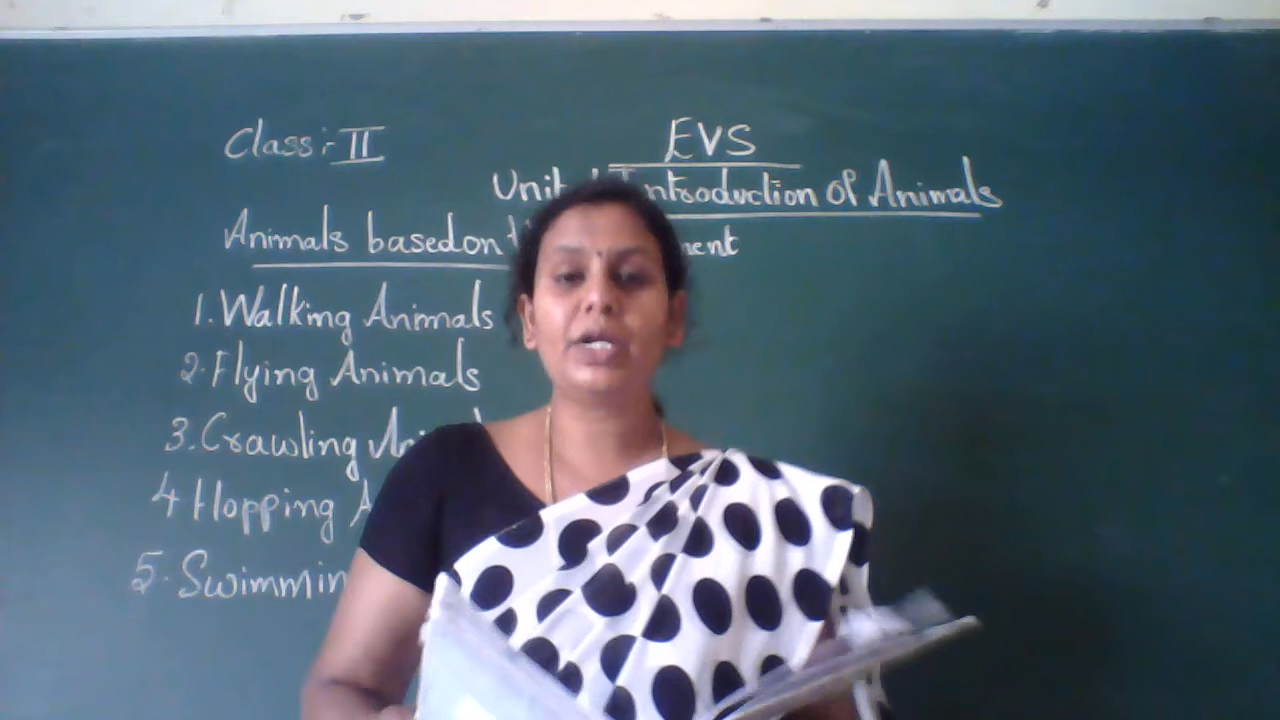 Class:- II
EVS
Unit Introduction of Animals
Animals based on
1. Walking Animals
2. Flying Animals
3. Crawling
4 Hopping
5. Swimmin